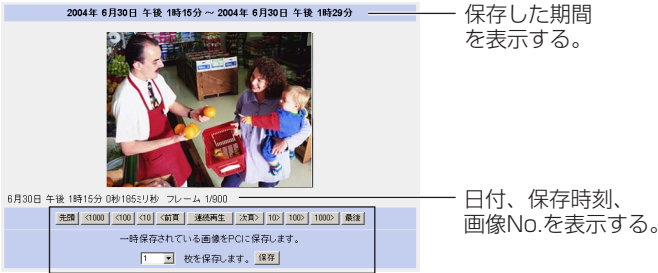 2004年 6月30日 午後 1時15分 ~ 2004年 6月30日 午後 1時29分
保存した期間
を表示する。
6月30日 午後 1時15分 0秒185ミリ秒 フレーム 1/900
日付、保存時刻、
画像No.を表示する。
先頭 <1000 <100 <10 <前頁 連続再生 次頁> 10> 100> 1000> 最後
一時保存されている画像をPCに保存します。
1 枚を保存します。 保存